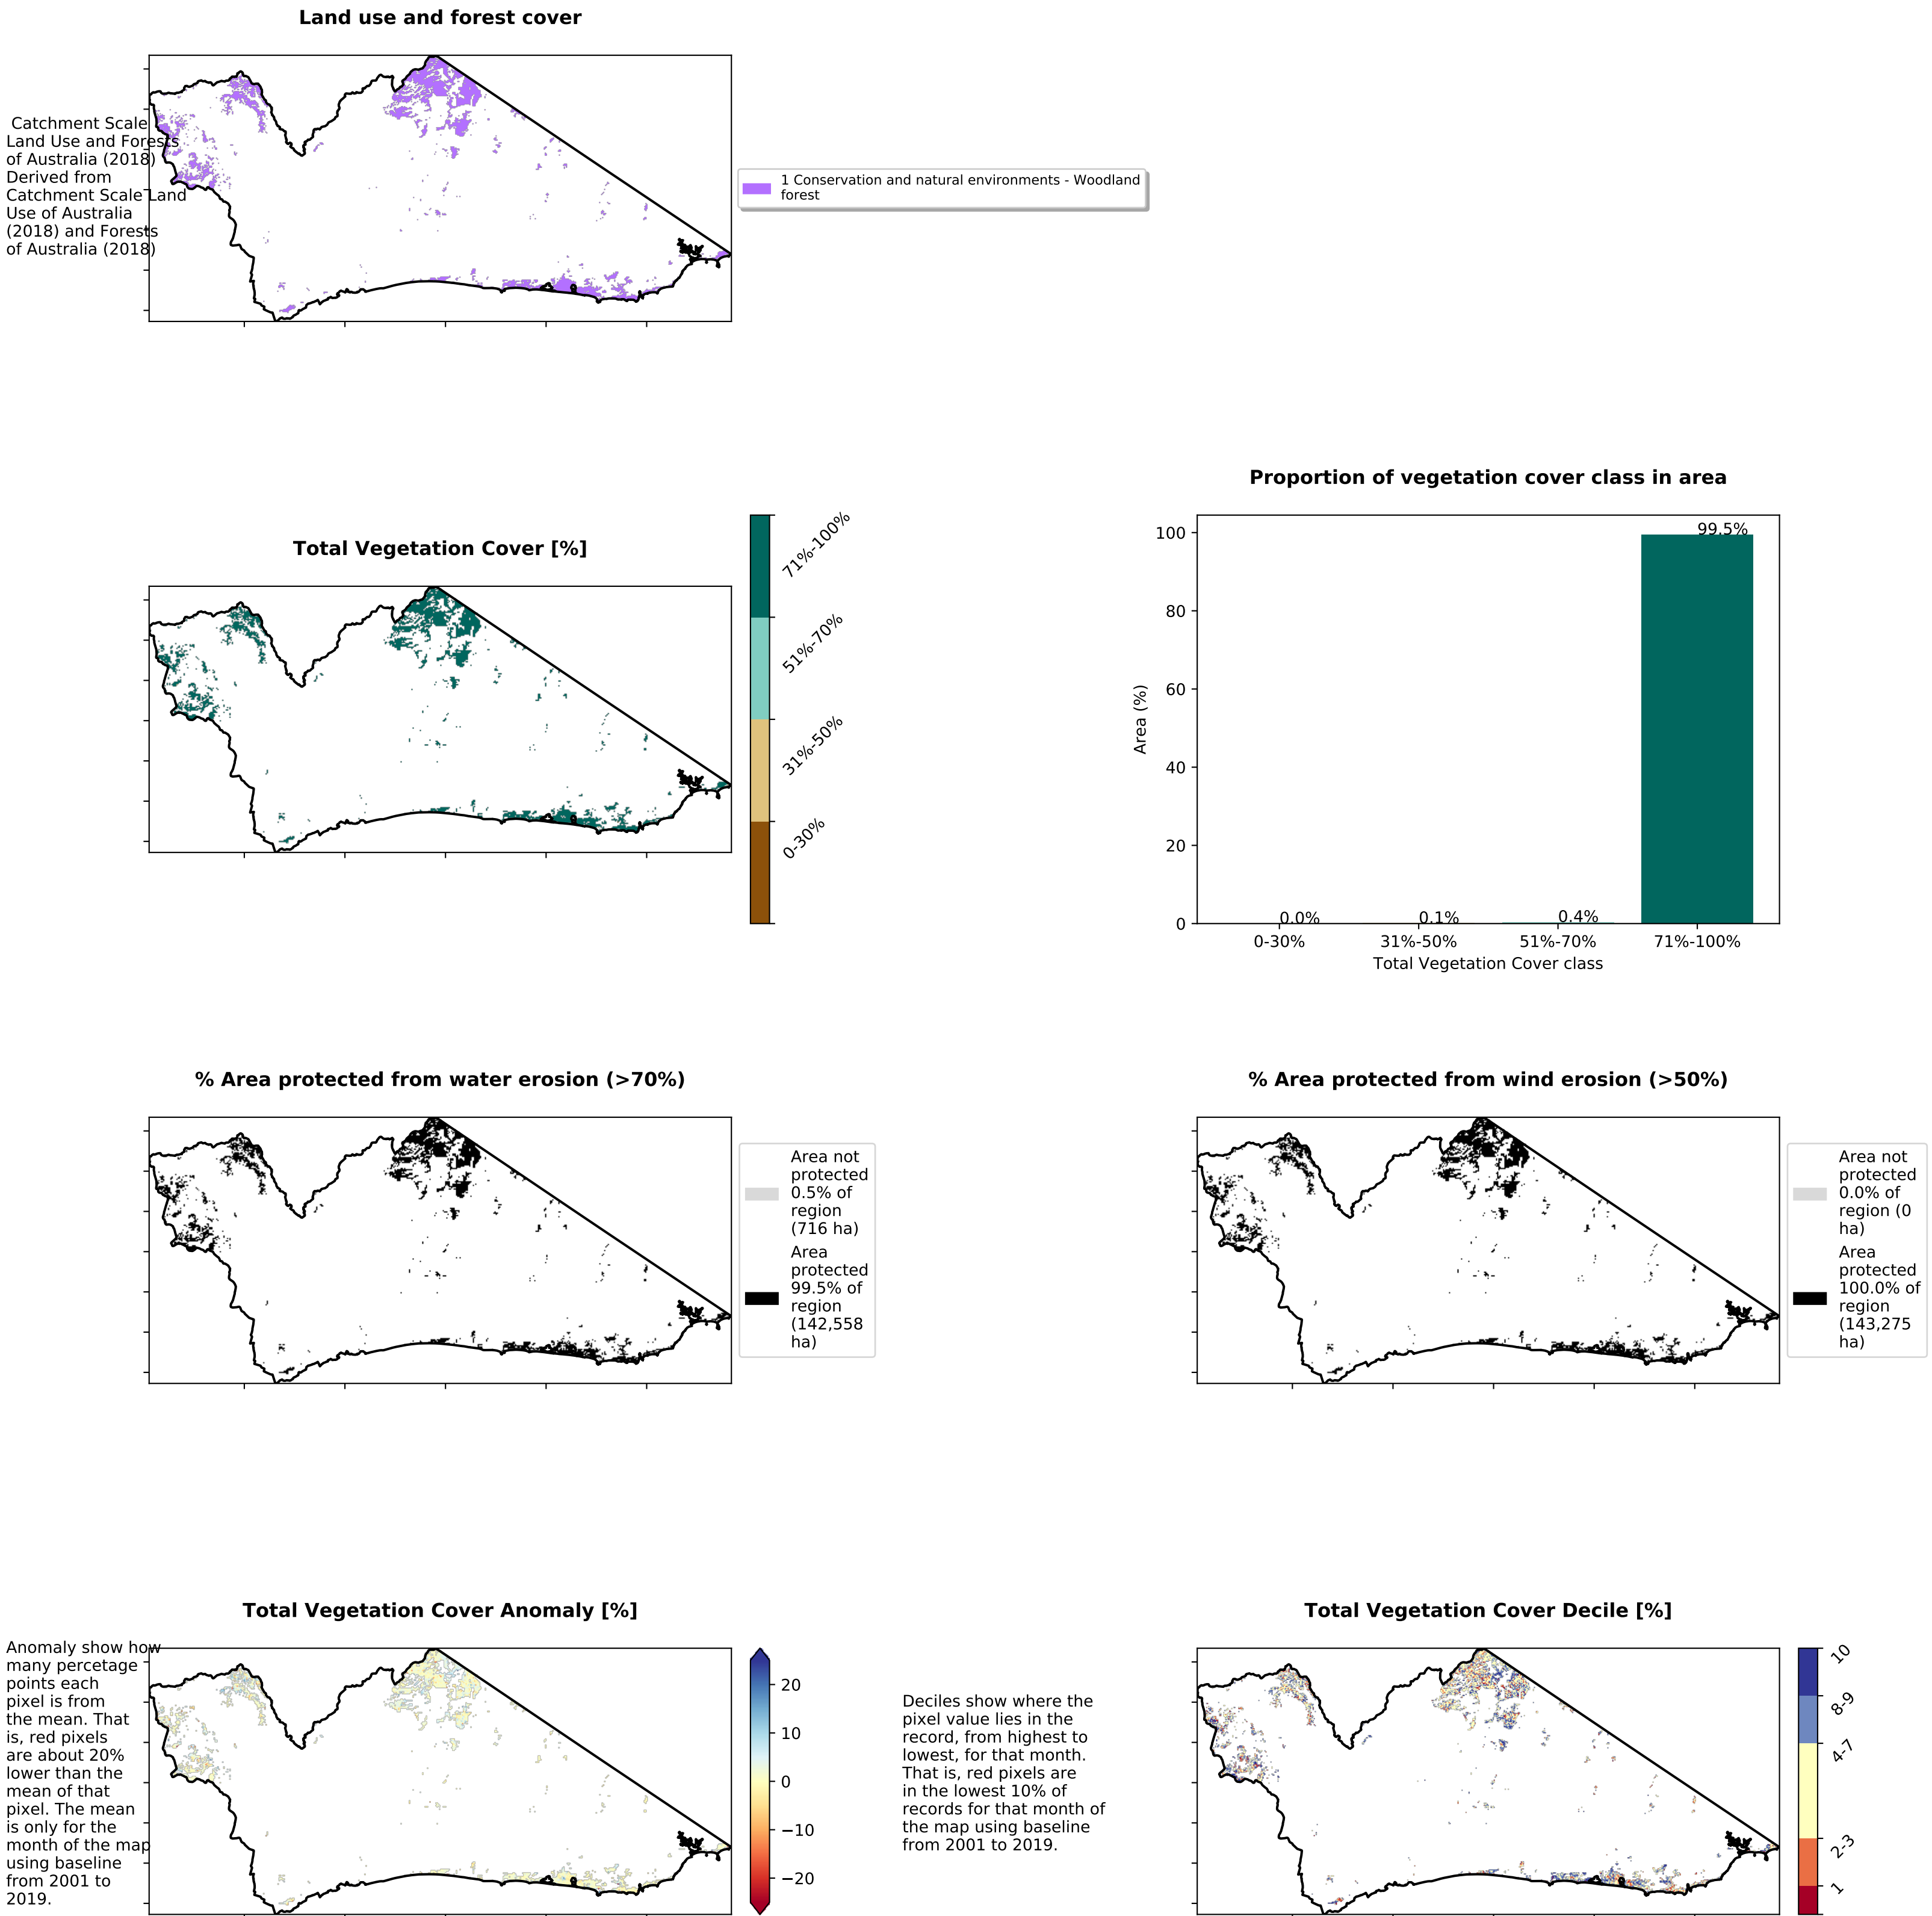 Land use and forest cover
Catchment Scale
Land Use and Forests
of Australia (2018)
Derived from
Catchment Scale Land
Use of Australia
(2018) and Forests
of Australia (2018)
1 Conservation and natural environments - Woodland
forest
Total Vegetation Cover [%]
71%-100%
51%-70%
31%-50%
0-30%
Proportion of vegetation cover class in area
100
80
60
40
20
0
Area (%)
0.0%
0.1%
0.4%
99.5%
0-30%
31%-50%
51%-70%
71%-100%
Total Vegetation Cover class
% Area protected from water erosion (>70%)
Area not
protected
0.5% of
region
(716 ha)
Area
protected
99.5% of
region
(142,558
ha)
% Area protected from wind erosion (>50%)
Area not
protected
0.0% of
region (0
ha)
Area
protected
100.0% of
region
(143,275
ha)
Total Vegetation Cover Anomaly [%]
Anomaly show how
many percetage
points each
pixel is from
the mean. That
is, red pixels
are about 20%
lower than the
mean of that
pixel. The mean
is only for the
month of the map
using baseline
from 2001 to
2019.
20
10
0
−10
−20
Total Vegetation Cover Decile [%]
Deciles show where the
pixel value lies in the
record, from highest to
lowest, for that month.
That is, red pixels are
in the lowest 10% of
records for that month of
the map using baseline
from 2001 to 2019.
10
8-9
4-7
2-3
1